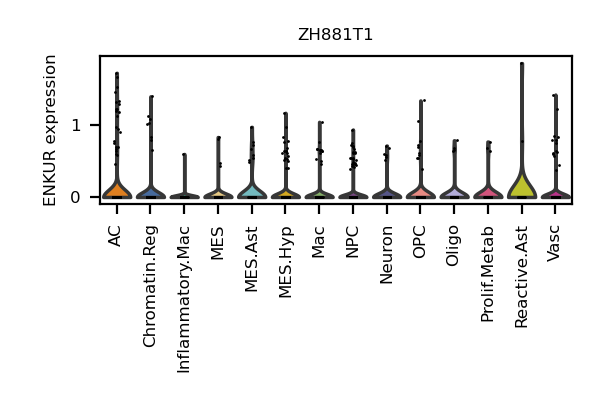 ZH881T1
ENKUR expression
1
0
AC
Chromatin.Reg
Inflammatory.Mac
MES
MES.Ast
MES.Hyp
Mac
NPC
Neuron
OPC
Oligo
Prolif.Metab
Reactive.Ast
Vasc